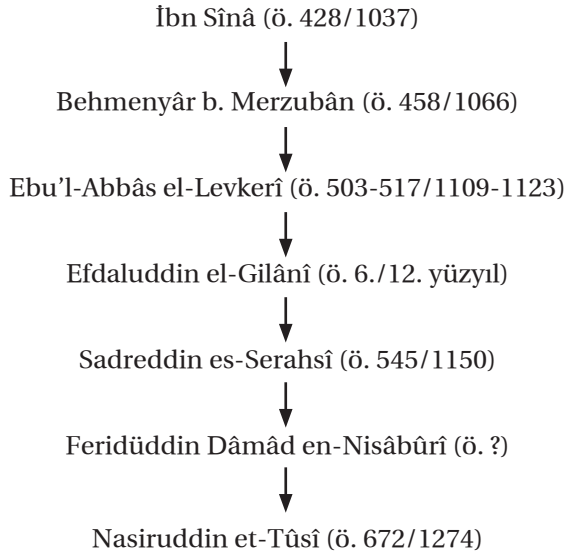 İbn Sînâ (ö. 428/1037)
Behmenyâr b. Merzubân (ö. 458/1066)
Ebu’l-Abbâs el-Levkerî (ö. 503-517/1109-1123)
Efdaluddin el-Gilânî (ö. 6./12. yüzyıl)
Sadreddin es-Serahsî (ö. 545/1150)
Feridüddin Dâmâd en-Nisâbûrî (ö. ?)
Nasiruddin et-Tûsî (ö. 672/1274)